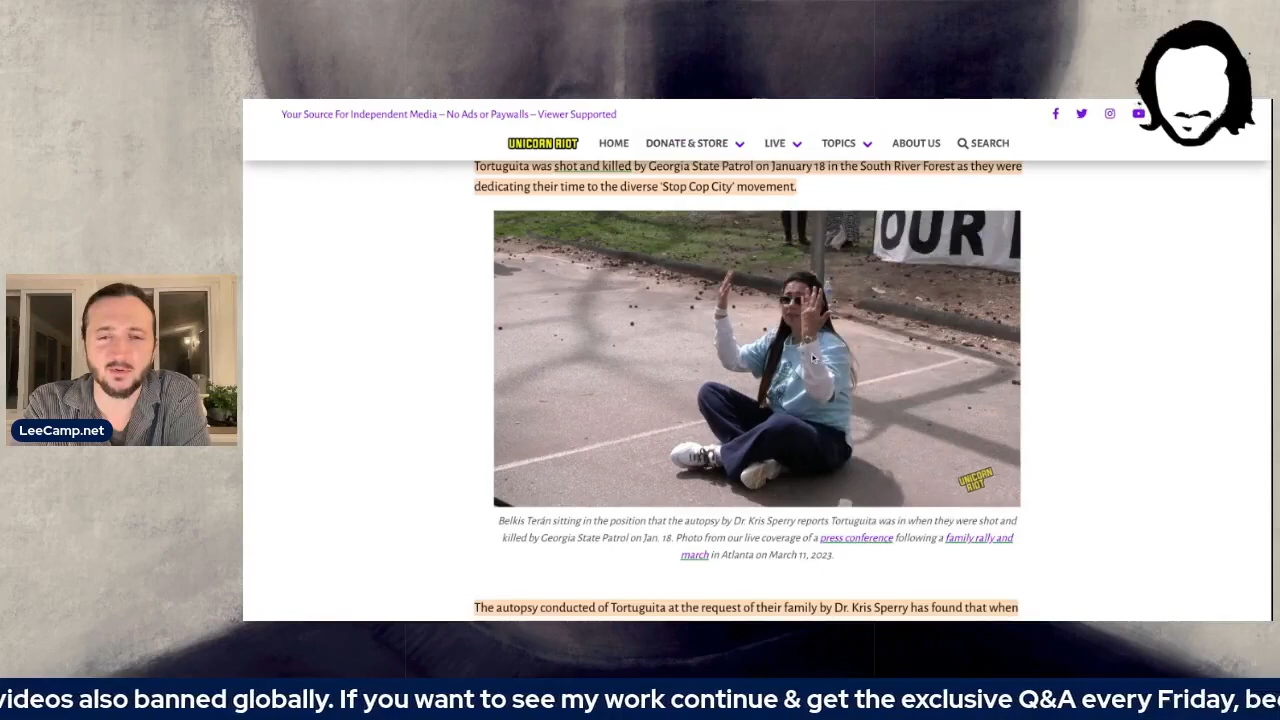 Your Source For Independent Media – No Ads or Paywalls – Viewer Supported
UNICORN RIOT HOME DONATE & STORE LIVE TOPICS ABOUT US SEARCH
Tortuguita was shot and killed by Georgia State Patrol on January 18 in the South River Forest as they were
dedicating their time to the diverse ‘Stop Cop City’ movement.
OUR
UNICORN
RIOT
Belkis Terán sitting in the position that the autopsy by Dr. Kris Sperry reports Tortuguita was in when they were shot and
killed by Georgia State Patrol on Jan. 18. Photo from our live coverage of a press conference following a family rally and
march in Atlanta on March 11, 2023.
The autopsy conducted of Tortuguita at the request of their family by Dr. Kris Sperry has found that when
LeeCamp.net
videos also banned globally. If you want to see my work continue & get the exclusive Q&A every Friday, be